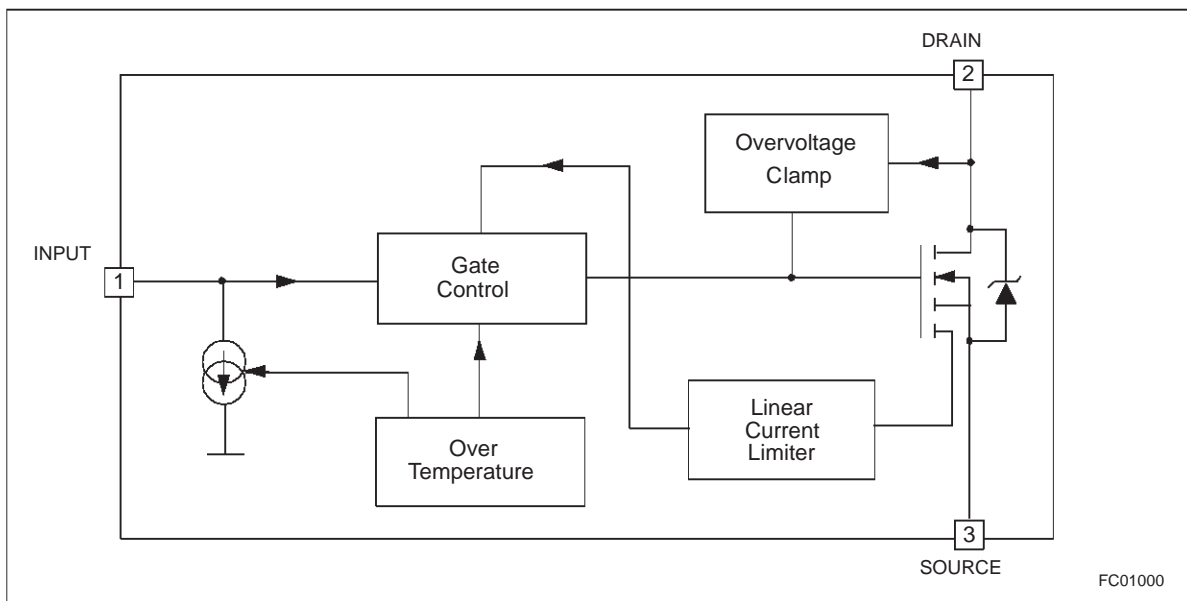 DRAIN
2
Overvoltage
Clamp
INPUT
1
Gate
Control
Over
Temperature
Linear
Current
Limiter
3
SOURCE
FC01000